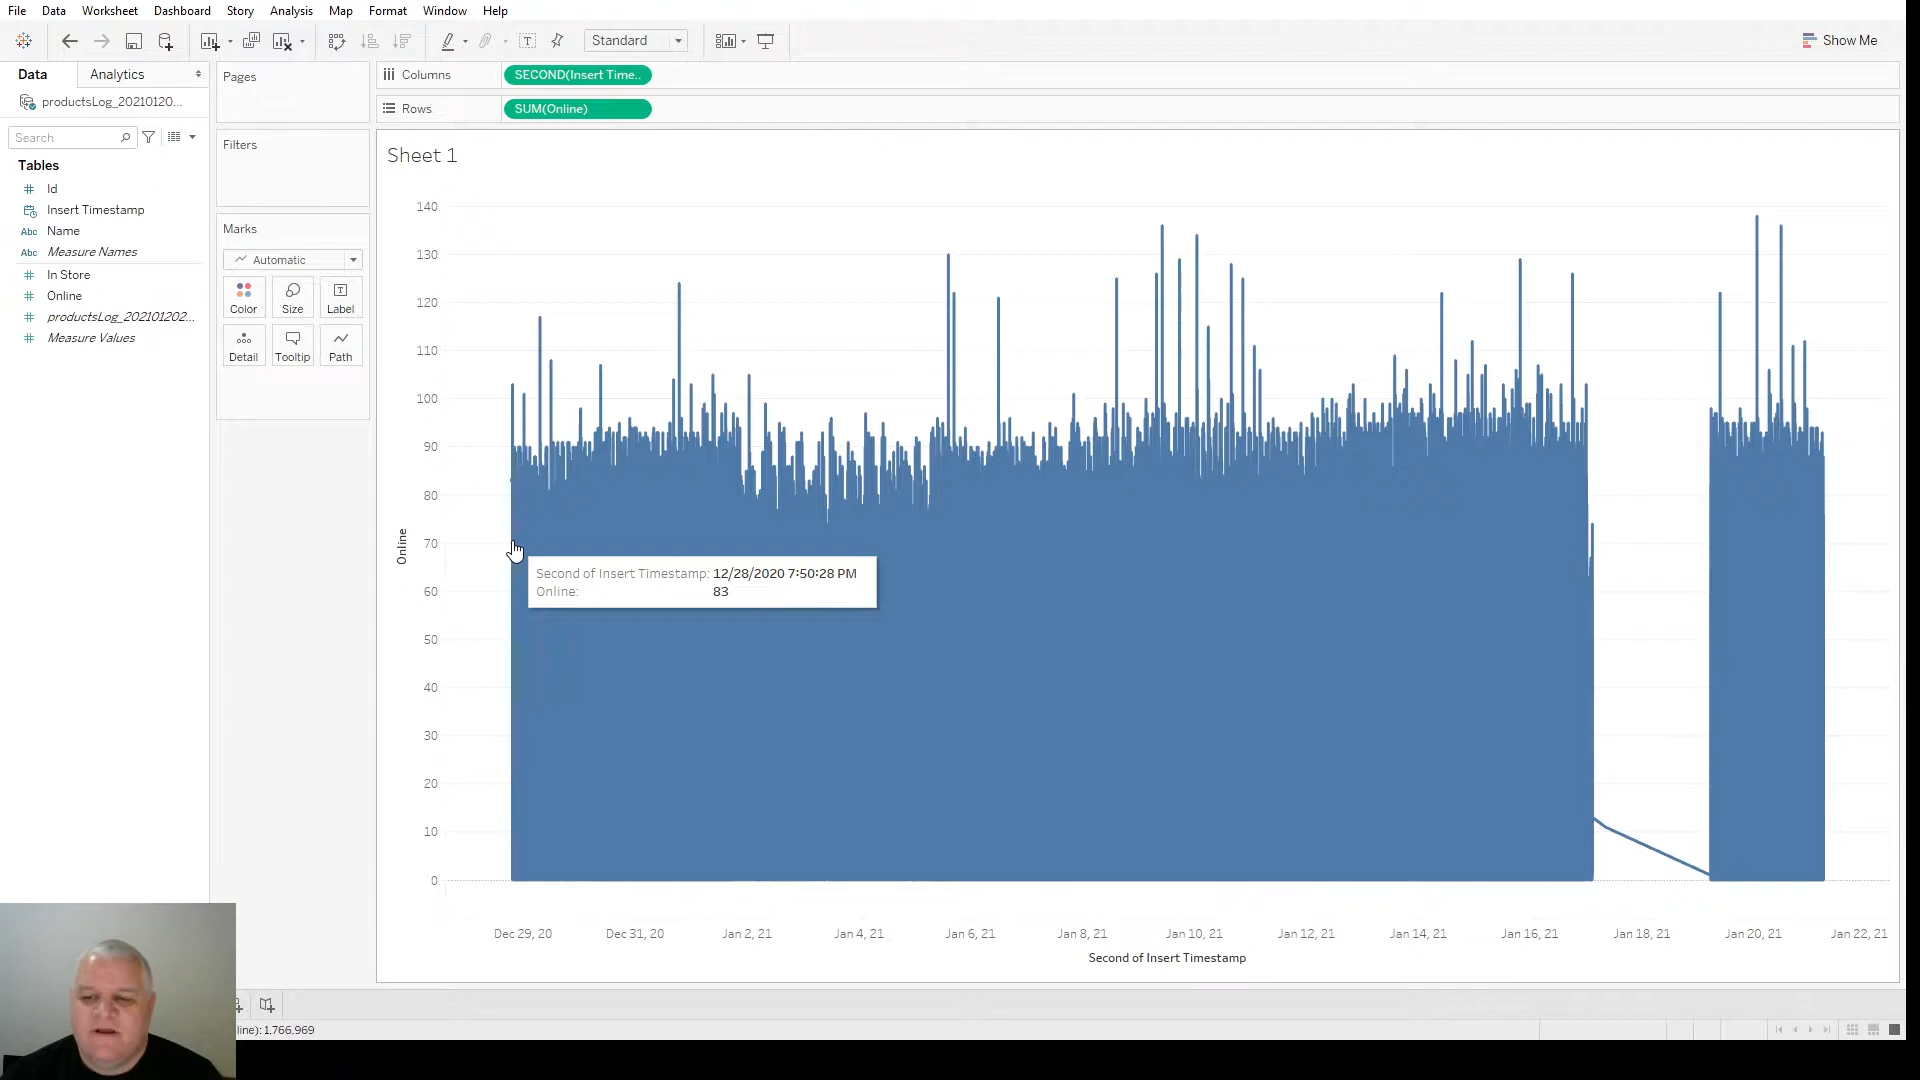 File Data Worksheet Dashboard Story Analysis Map Format Window Help
Standard
Show Me
Data Analytics
productsLog_20210120...
Search
Tables
Id
Insert Timestamp
Abc Name
Abc Measure Names
In Store
Online
productsLog_202101202...
Measure Values
Pages
Filters
Marks
Automatic
Color Size Label
Detail Tooltip Path
Columns SECOND(Insert Time..
Rows SUM(Online)
Sheet 1
140
130
120
110
100
90
80
70
60
50
40
30
20
10
0
Online
Second of Insert Timestamp: 12/28/2020 7:50:28 PM
Online: 83
Dec 29, 20 Dec 31, 20 Jan 2, 21 Jan 4, 21 Jan 6, 21 Jan 8, 21 Jan 10, 21 Jan 12, 21 Jan 14, 21 Jan 16, 21 Jan 18, 21 Jan 20, 21 Jan 22, 21
Second of Insert Timestamp
line): 1,766,969